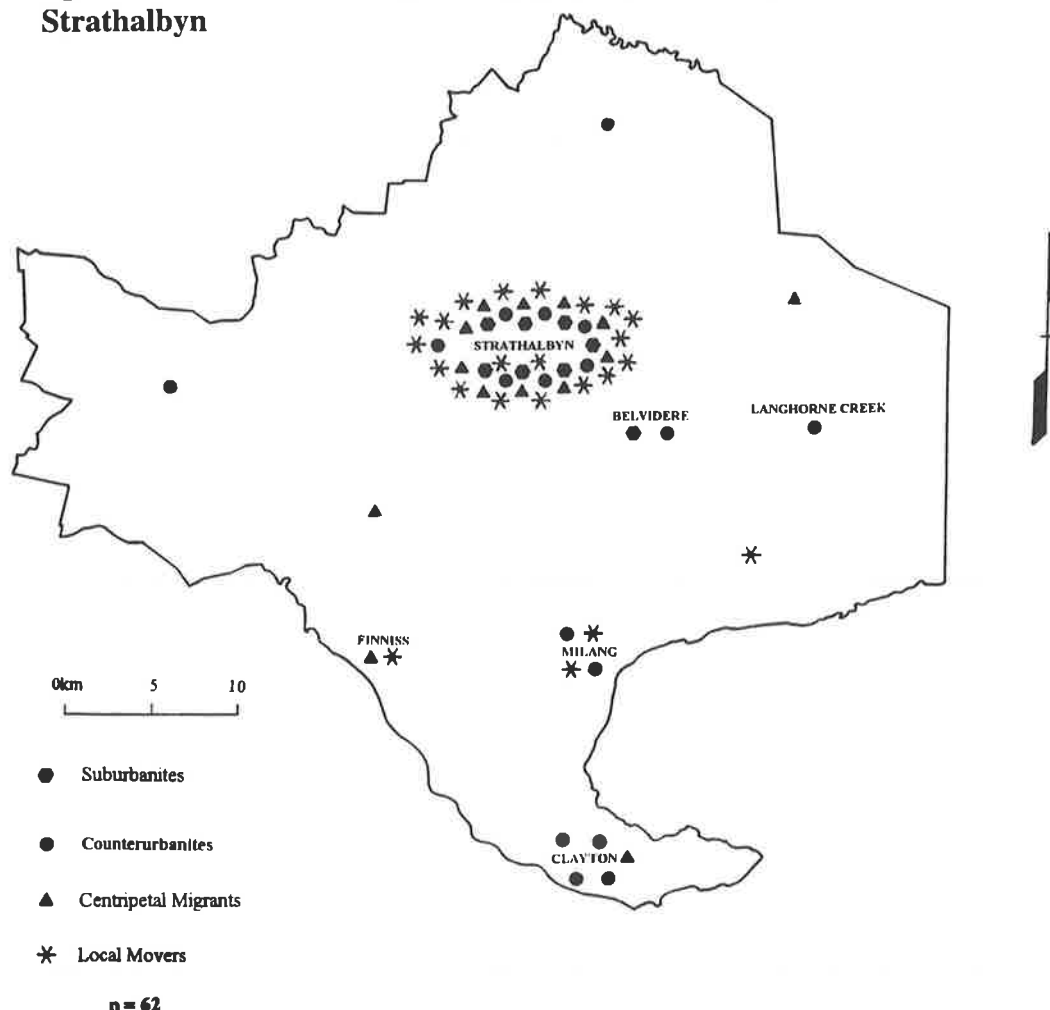 Strathalbyn
STRATHALBYN
BELVIDERE
LANGHORNE CREEK
FINNISS
MILANG
0km 5 10
Suburbanites
Counterurbanites
CLAYTON
Centripetal Migrants
Local Movers
n = 62